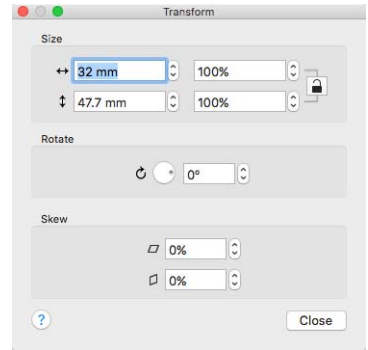 Transform
Size
32 mm 100%
47.7 mm 100%
Rotate
0°
Skew
0%
0%
? Close